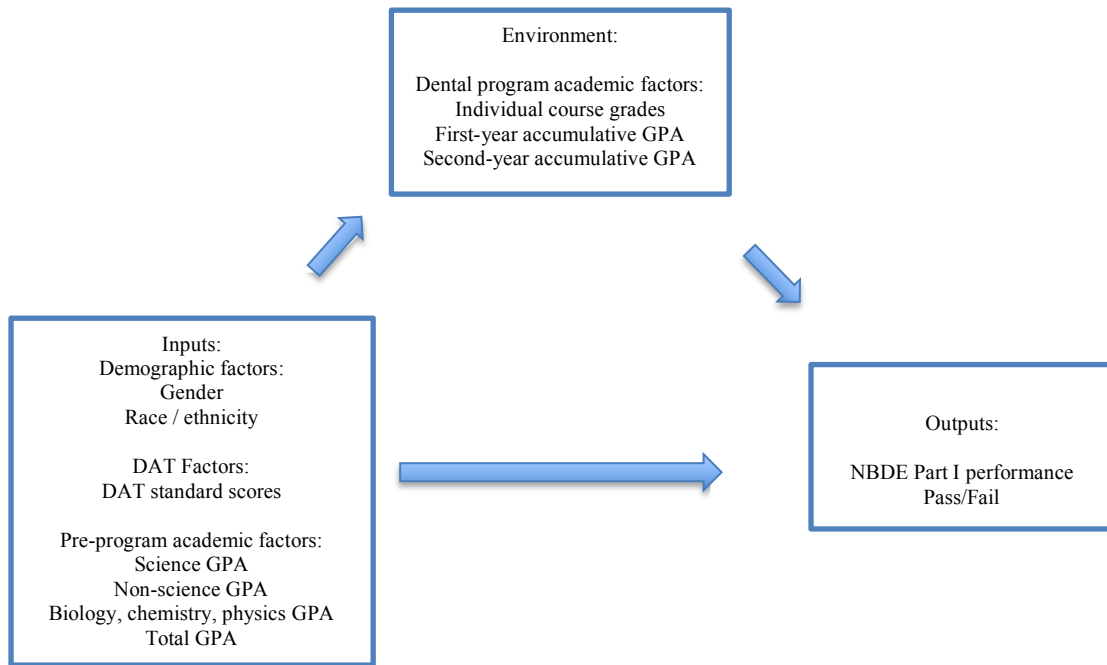 Environment:
Dental program academic factors:
Individual course grades
First-year accumulative GPA
Second-year accumulative GPA
Inputs:
Demographic factors:
Gender
Race / ethnicity
DAT Factors:
DAT standard scores
Pre-program academic factors:
Science GPA
Non-science GPA
Biology, chemistry, physics GPA
Total GPA
Outputs:
NBDE Part I performance
Pass/Fail